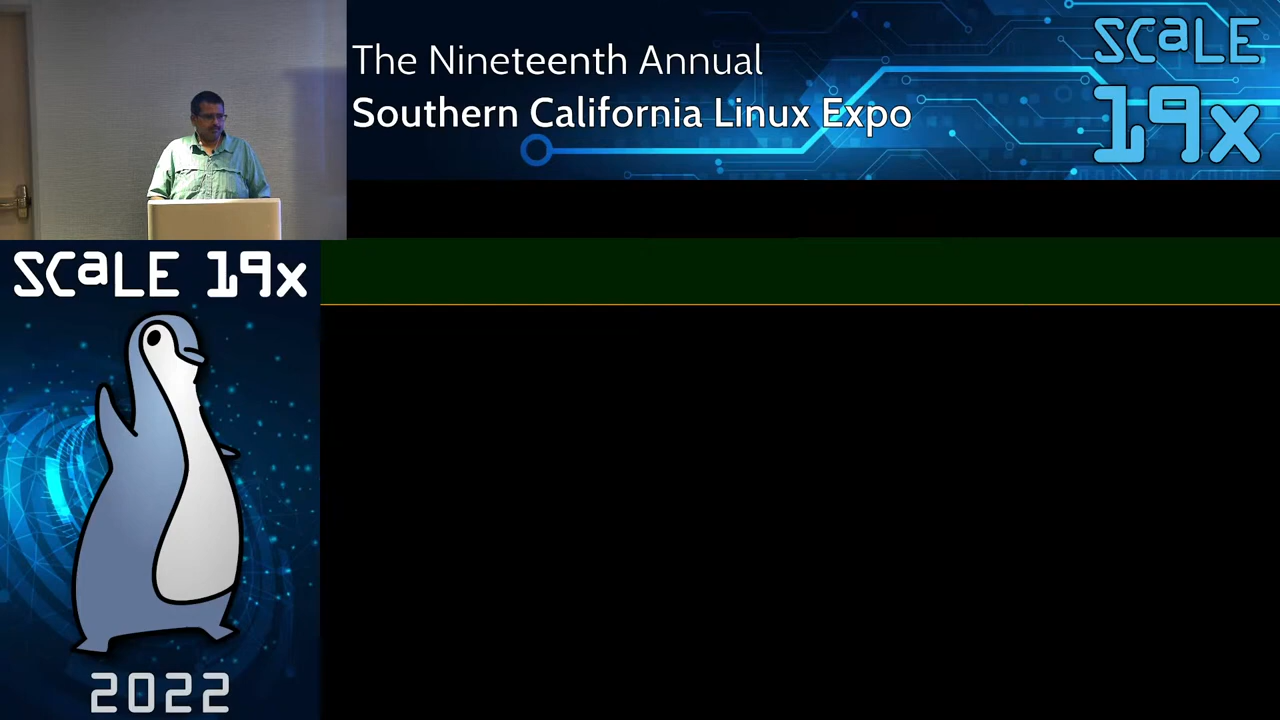 The Nineteenth Annual
Southern California Linux Expo
SCaLE
19x
SCaLE 19x
2022